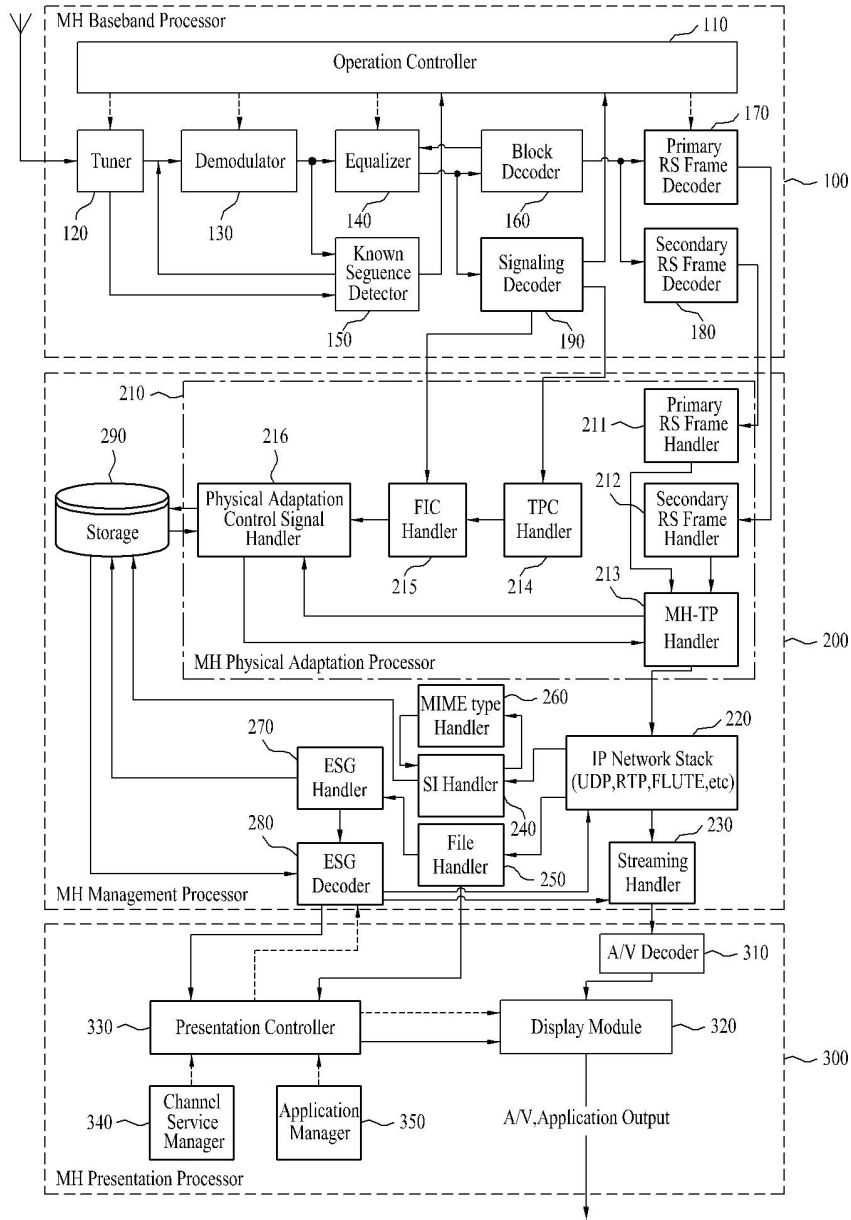 MH Baseband Processor
110
Operation Controller
170
Tuner
Demodulator
Equalizer
Block
Decoder
Primary
RS Frame
Decoder
100
120
130
140
160
Known
Seguence
Detector
Signaling
Decoder
Secondary
RS Frame
Decoder
150
190
180
210
Primary
RS Frame
Handler
211
216
290
212
Physical Adaptation
Control Signal
Handler
FIC
Handler
TPC
Handler
Secondary
RS Frame
Handler
Storage
215
214
213
MH-TP
Handler
200
MH Physical Adaptation Processor
260
MIME type
Handler
220
270
ESG
Handler
SI Handler
IP Network Stack
(UDP,RTP,FLUTE,etc)
240
230
280
File
Handler
ESG
Decoder
250
Streaming
Handler
MH Management Processor
A/V Decoder
310
330
Presentation Controller
Display Module
320
300
340
Channel
Service
Manager
Application
Manager
350
A/V,Application Output
MH Presentation Processor